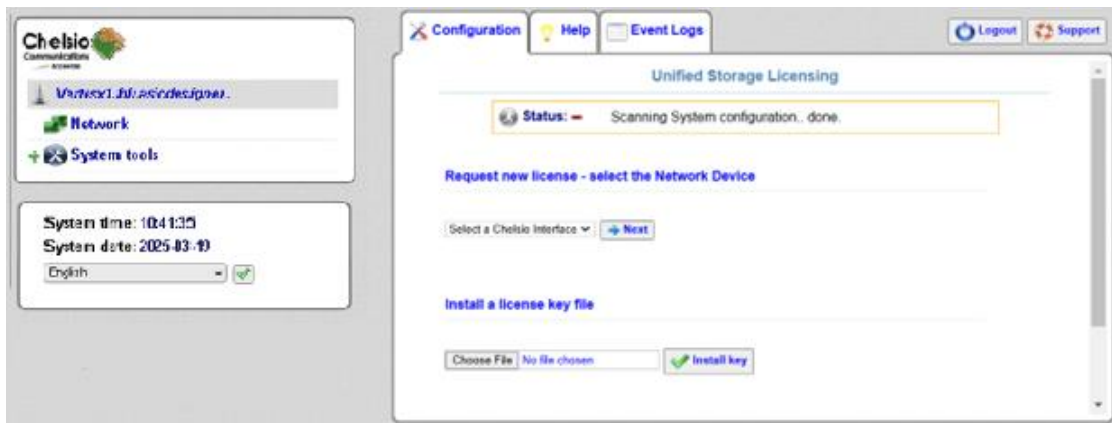 Chelsio
Communications
Network
System tools
System time: 10:41:35
System date: 2025-03-19
English
Configuration
Help
Event Logs
Logout
Support
Unified Storage Licensing
Status:
Scanning System configuration.. done.
Request new license - select the Network Device
Select a Chelsio Interface
Next
Install a license key file
Choose File No file chosen
Install key